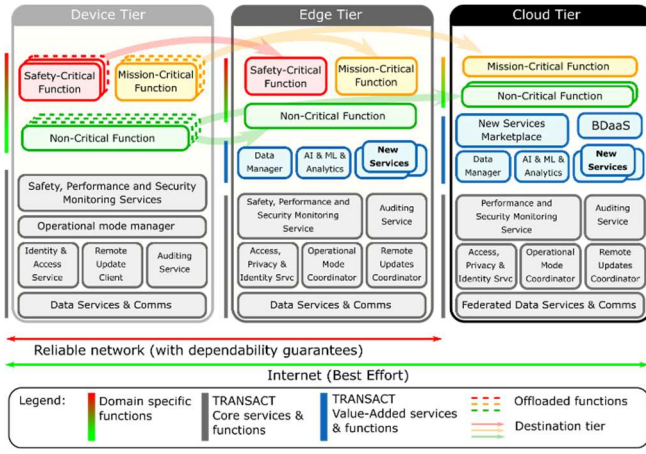 Device Tier
Edge Tier
Cloud Tier
Safety-Critical
Function
Mission-Critical
Function
Non-Critical Function
Safety, Performance and Security
Monitoring Services
Operational mode manager
Identity &
Access
Service
Remote
Update
Client
Auditing
Service
Data Services & Comms
Safety-Critical
Function
Mission-Critical
Function
Non-Critical Function
Data
Manager
AI & ML &
Analytics
New
Services
Safety, Performance and
Security Monitoring
Service
Auditing
Service
Access,
Privacy &
Identity Srvc
Operational
Mode
Coordinator
Remote
Updates
Coordinator
Data Services & Comms
Mission-Critical Function
Non-Critical Function
New Services
Marketplace
BDaaS
Data
Manager
AI & ML &
Analytics
New
Services
Performance and
Security Monitoring
Service
Auditing
Service
Access,
Privacy &
Identity Srvc
Operational
Mode
Coordinator
Remote
Updates
Coordinator
Federated Data Services & Comms
Reliable network (with dependability guarantees)
Internet (Best Effort)
Legend:
Domain specific
functions
TRANSACT
Core services &
functions
TRANSACT
Value-Added services
& functions
Offloaded functions
Destination tier